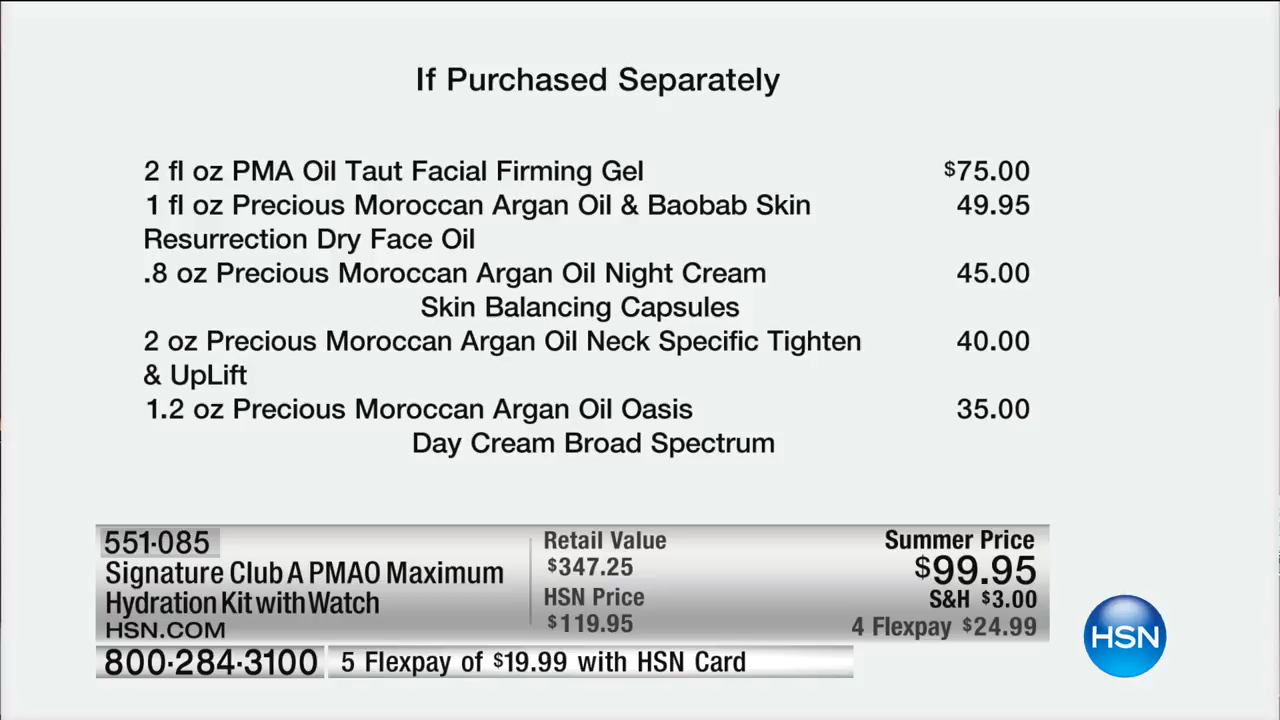 If Purchased Separately
2 fl oz PMA Oil Taut Facial Firming Gel $75.00
1 fl oz Precious Moroccan Argan Oil & Baobab Skin 49.95
Resurrection Dry Face Oil
.8 oz Precious Moroccan Argan Oil Night Cream 45.00
Skin Balancing Capsules
2 oz Precious Moroccan Argan Oil Neck Specific Tighten 40.00
& UpLift
1.2 oz Precious Moroccan Argan Oil Oasis 35.00
Day Cream Broad Spectrum
551·085
Signature Club A PMAO Maximum
Hydration Kit with Watch
HSN.COM
Retail Value
$347.25
HSN Price
$119.95
Summer Price
$99.95
S&H $3.00
4 Flexpay $24.99
800·284·3100
5 Flexpay of $19.99 with HSN Card
HSN